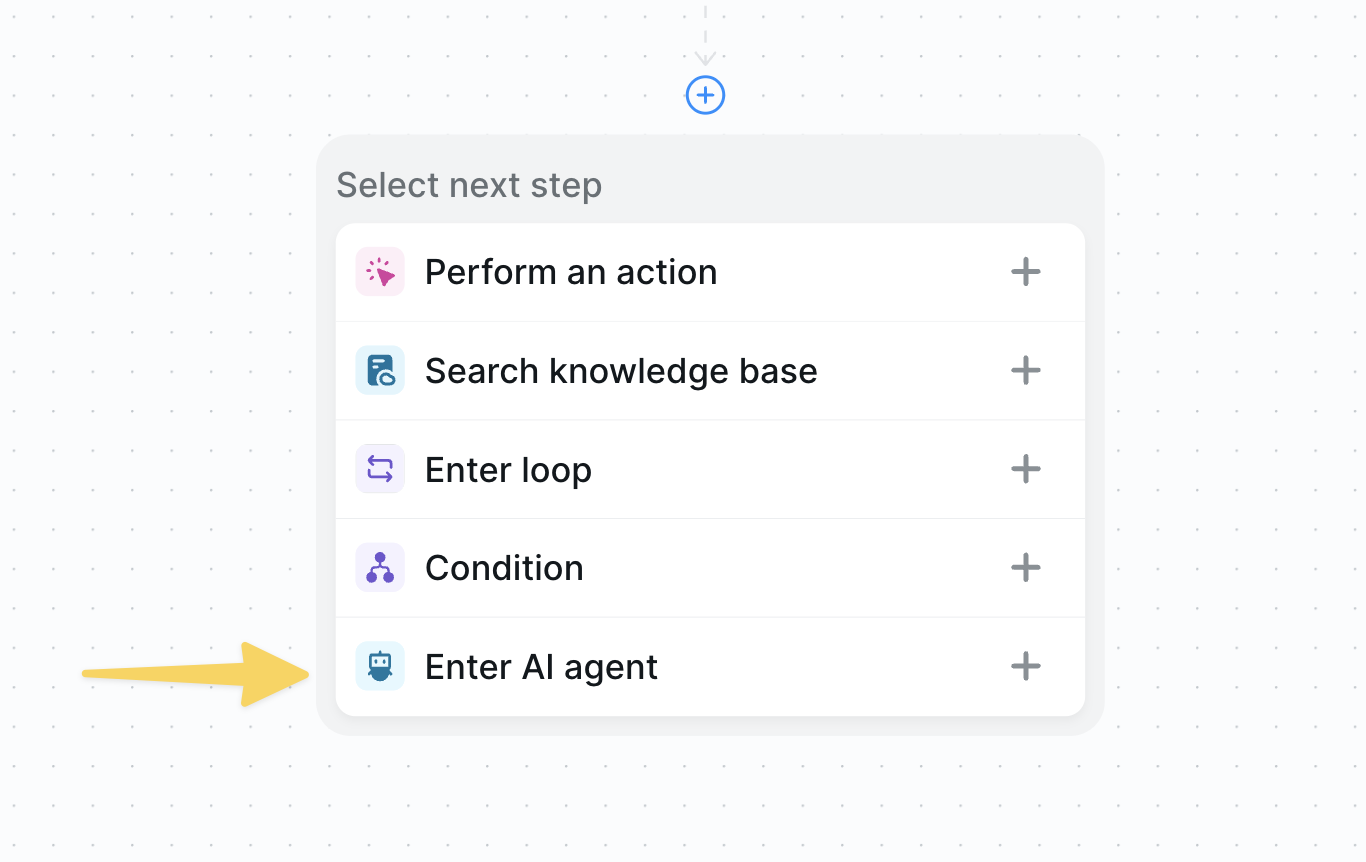 Select next step
Perform an action
Search knowledge base
Enter loop
Condition
Enter AI agent